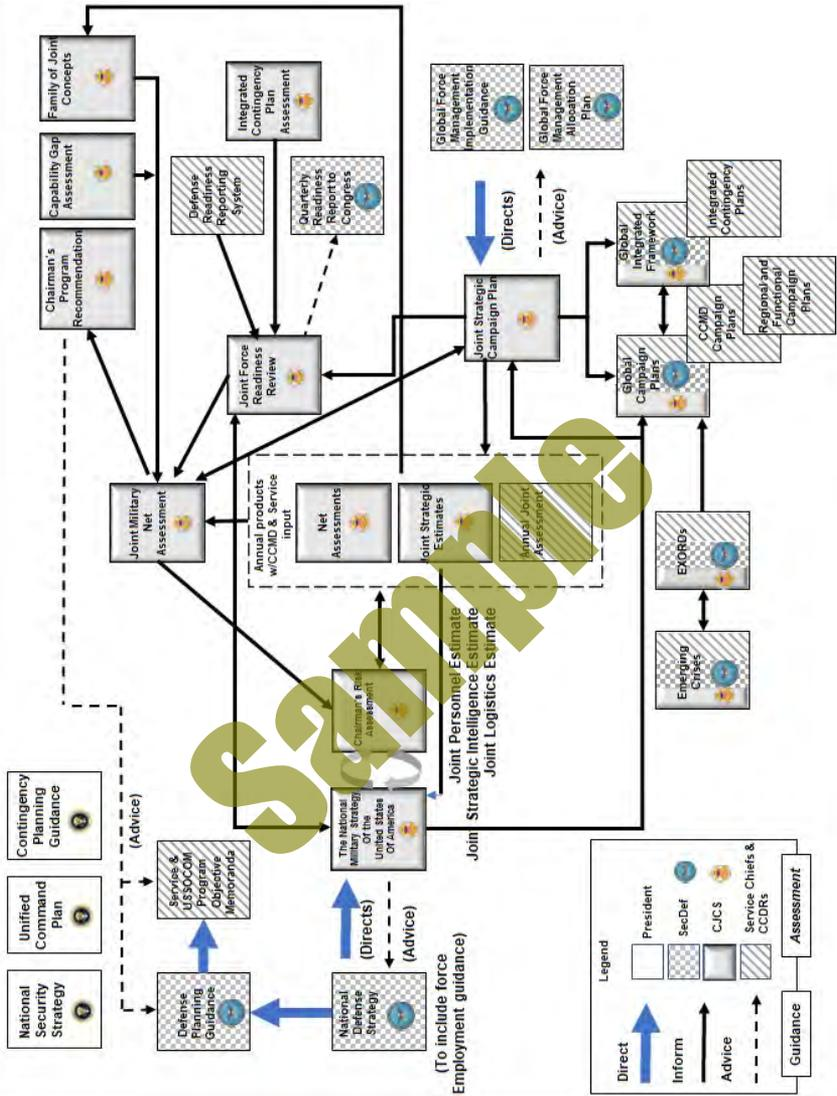 National
Security
Strategy
Unified
Command
Plan
Contingency
Planning
Guidance
(Advice)
Chairman's
Program
Recommendation
Capability Gap
Assessment
Family of Joint
Concepts
Defense
Planning
Guidance
Service &
USSOCOM
Program
Objective
Memoranda
Joint Military
Net
Assessment
Defense
Readiness
Reporting
System
Integrated
Contingency
Plan
Assessment
Joint Force
Readiness
Review
Quarterly
Readiness
Report to
Congress
National
Defense
Strategy
(To include force
Employment guidance)
(Directs)
(Advice)
The National
Military Strategy
Of the
United States
Of America
Chairman's Risk
Assessment
Annual products
w/CCMD & Service
input
Net
Assessments
Joint Strategic
Estimates
Annual Joint
Assessment
Joint Personnel Estimate
Joint Strategic Intelligence Estimate
Joint Logistics Estimate
Joint Strategic
Campaign Plan
(Directs)
(Advice)
Global Force
Management
Implementation
Guidance
Global Force
Management
Allocation
Plan
Emerging
Crises
EXORDs
Global
Campaign
Plans
Global
Integrated
Framework
CCMD
Campaign
Plans
Integrated
Contingency
Plans
Regional and
Functional
Campaign
Plans
Legend
Direct
Inform
Advice
President
SecDef
CJCS
Service Chiefs &
CCDRs
Guidance
Assessment
Sample